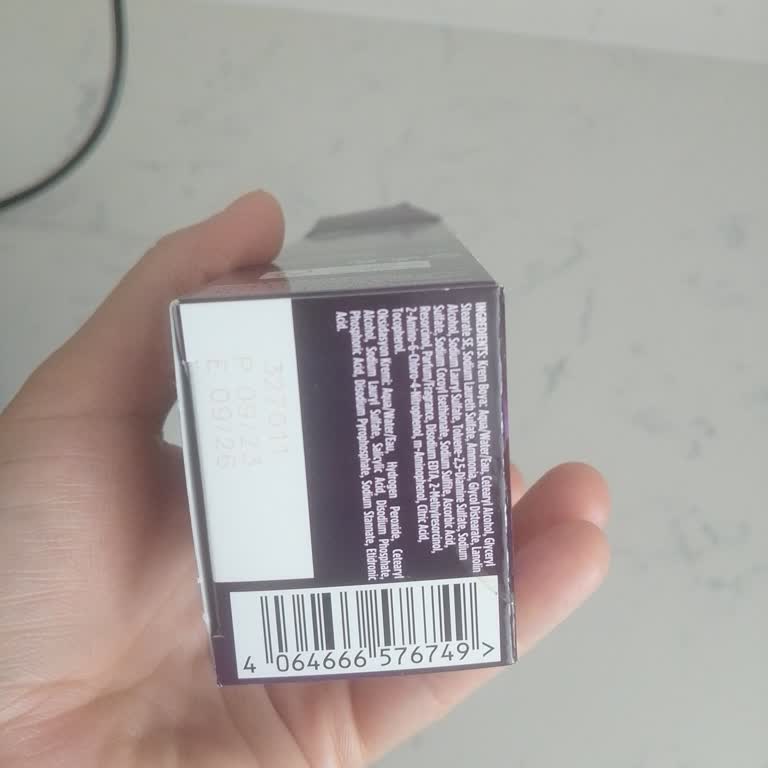 INGREDIENTS: Krem Boya: Aqua/Water/Eau, Cetearyl Alcohol, Glyceryl
Stearate SE, Sodium Laureth Sulfate, Ammonia, Glycol Distearate, Lanolin
Alcohol, Sodium Lauryl Sulfate, Toluene-2,5-Diamine Sulfate, Sodium
Sulfate, Sodium Cocoyl Isethionate, Sodium Sulfite, Ascorbic Acid,
Resorcinol, Parfum/Fragrance, Disodium EDTA, 2-Methylresorcinol,
2-Amino-6-Chloro-4-Nitrophenol, m-Aminophenol, Citric Acid,
Tocopherol.
Oksidasyon Kremi: Aqua/Water/Eau, Hydrogen Peroxide, Cetearyl
Alcohol, Sodium Lauryl Sulfate, Salicylic Acid, Disodium Phosphate,
Phosphoric Acid, Disodium Pyrophosphate, Sodium Stannate, Etidronic
Acid.
327011
P 09/23
E 09/26
4 064666 576749 >